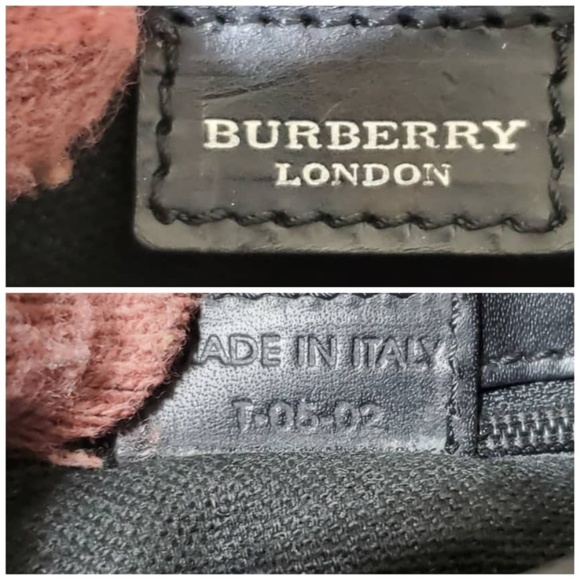 BURBERRY
LONDON
ADE IN ITALY
T-05-02